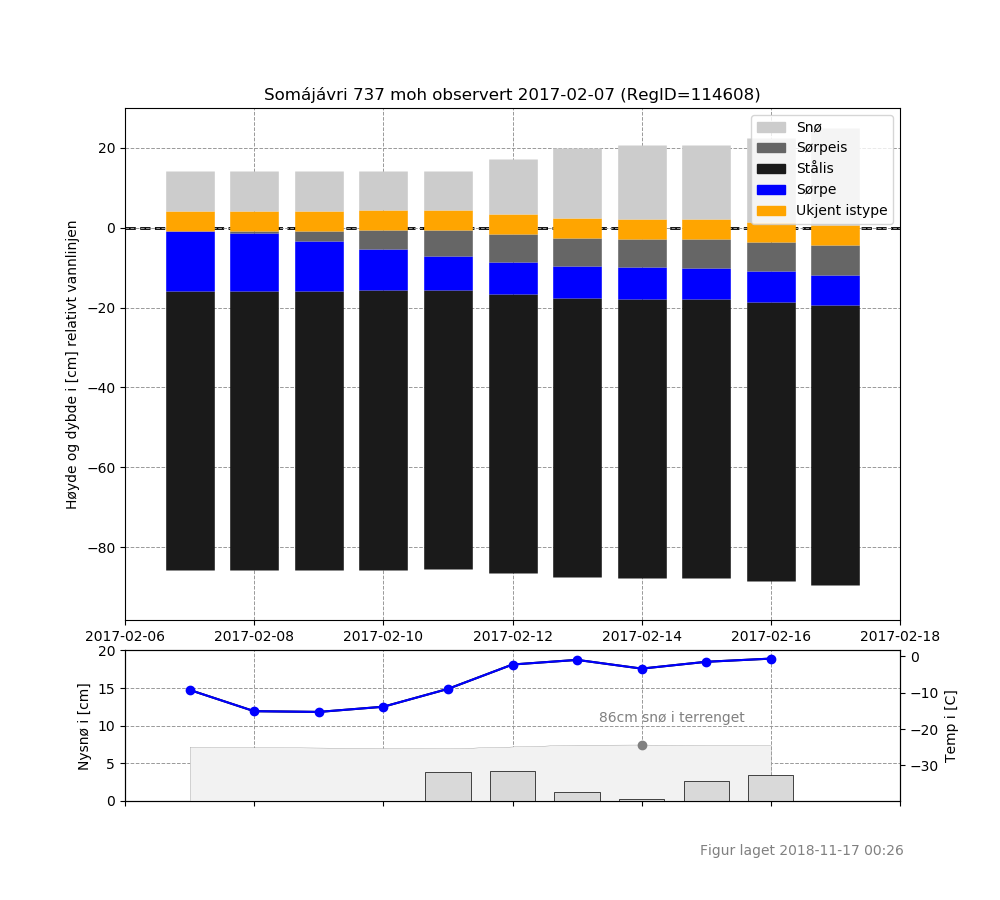 Somájávri 737 moh observert 2017-02-07 (RegID=114608)
Høyde og dybde i [cm] relativt vannlinjen
20
0
−20
−40
−60
−80
Snø
Sørpeis
Stålis
Sørpe
Ukjent istype
2017-02-06 2017-02-08 2017-02-10 2017-02-12 2017-02-14 2017-02-16 2017-02-18
Nysnø i [cm]
20
15
10
5
0
86cm snø i terrenget
0
−10
−20
−30
Temp i [C]
Figur laget 2018-11-17 00:26